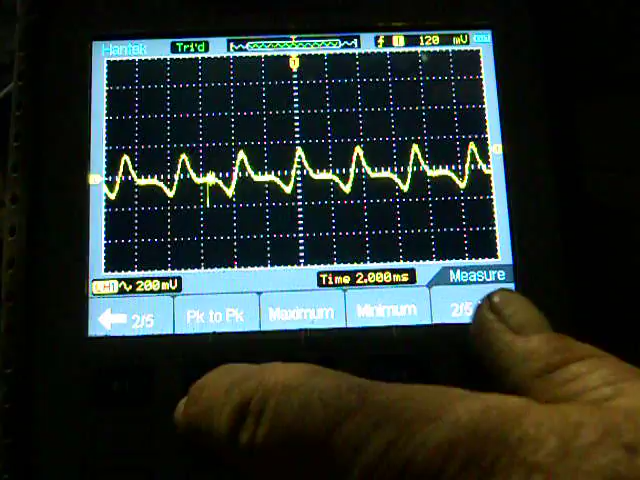 Hantek Tri'd 120 mV
CH1 200mV Time 2.000ms Measure
2/5 Pk to Pk Maximum Minimum 2/5